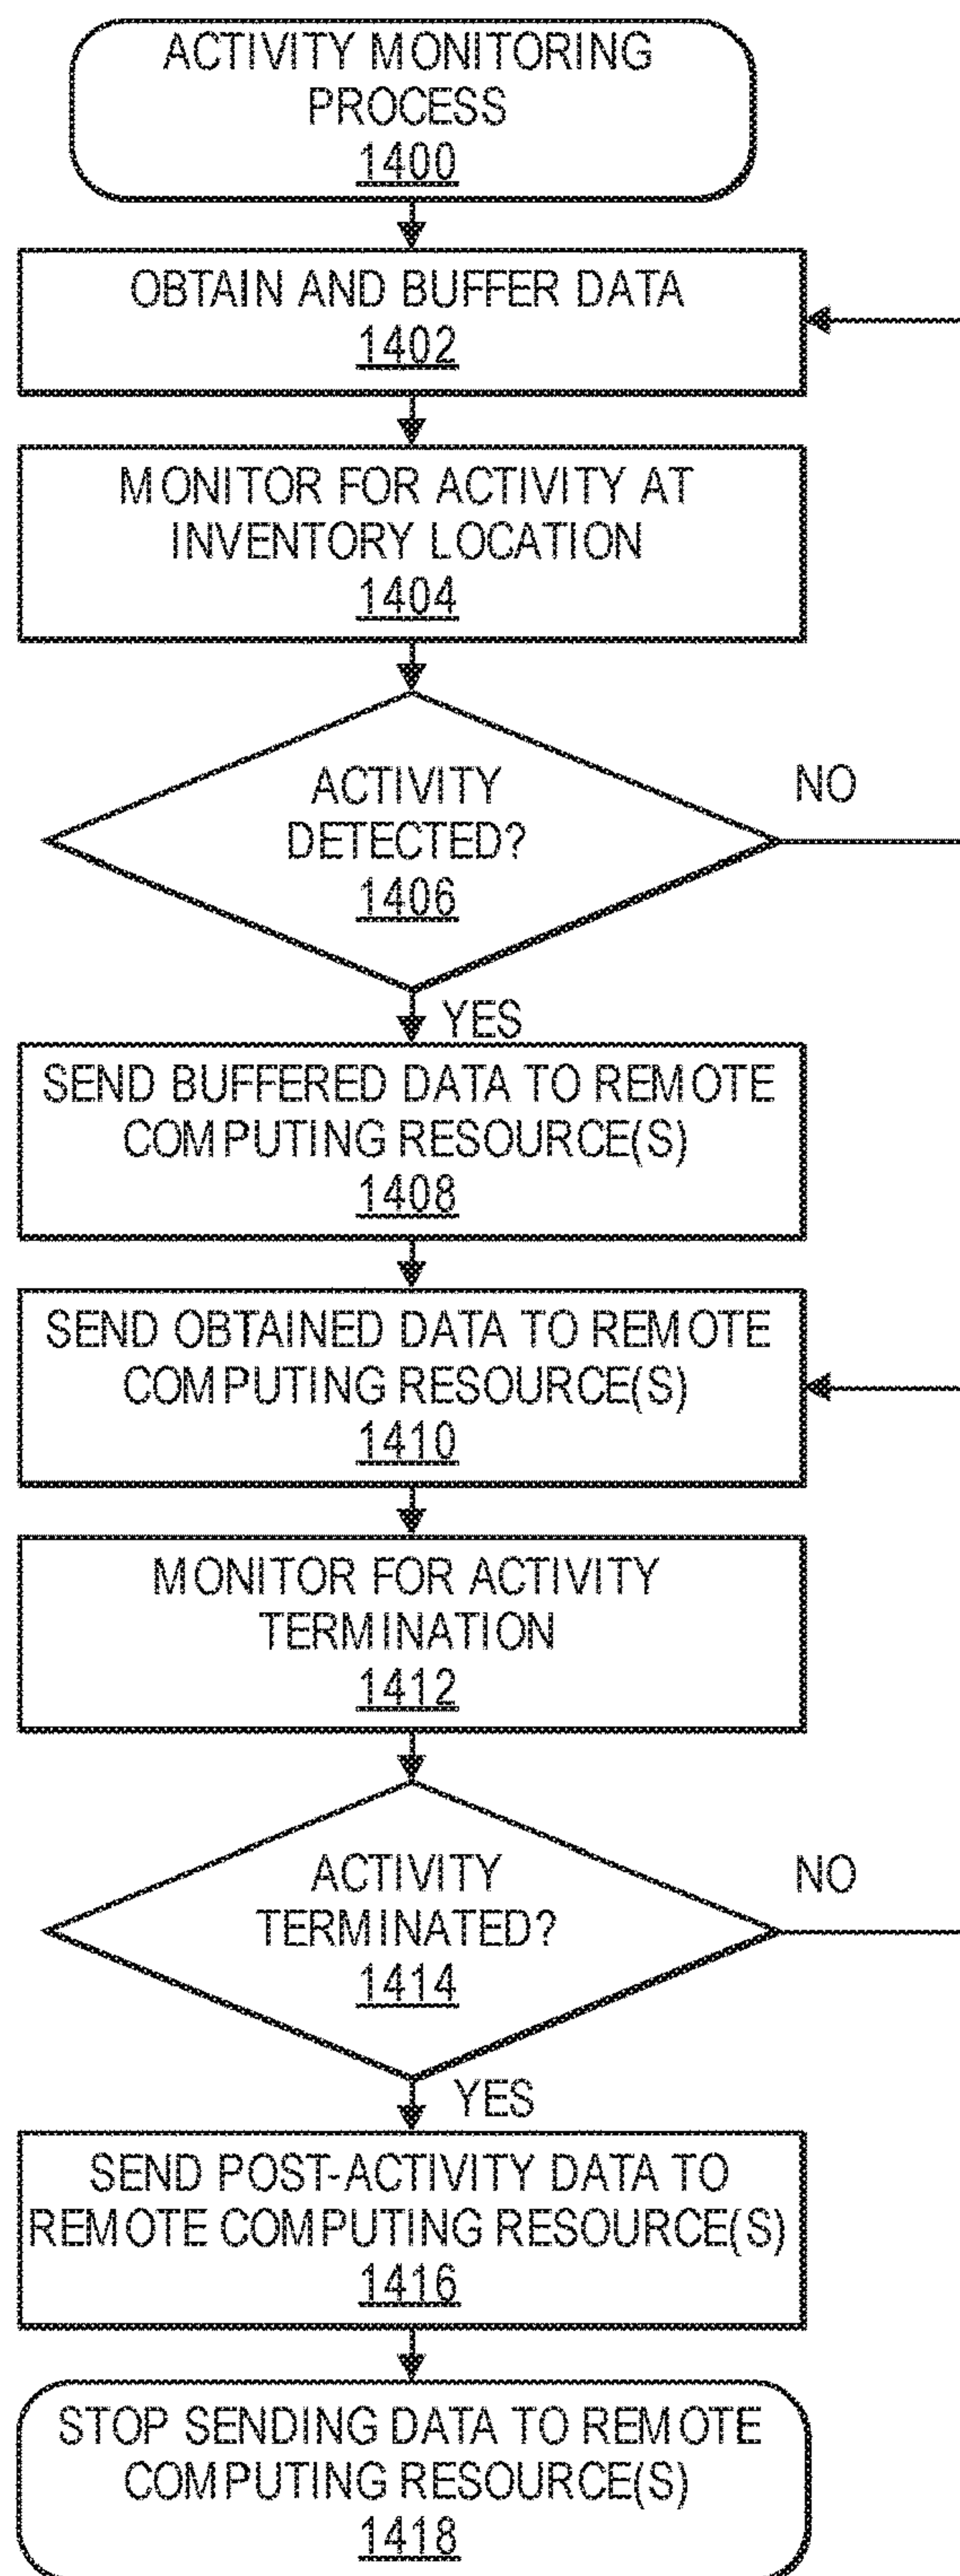 ACTIVITY MONITORING
PROCESS
1400
OBTAIN AND BUFFER DATA
1402
MONITOR FOR ACTIVITY AT
INVENTORY LOCATION
1404
ACTIVITY
DETECTED?
1406
NO
YES
SEND BUFFERED DATA TO REMOTE
COMPUTING RESOURCE(S)
1408
SEND OBTAINED DATA TO REMOTE
COMPUTING RESOURCE(S)
1410
MONITOR FOR ACTIVITY
TERMINATION
1412
ACTIVITY
TERMINATED?
1414
NO
YES
SEND POST-ACTIVITY DATA TO
REMOTE COMPUTING RESOURCE(S)
1416
STOP SENDING DATA TO REMOTE
COMPUTING RESOURCE(S)
1418